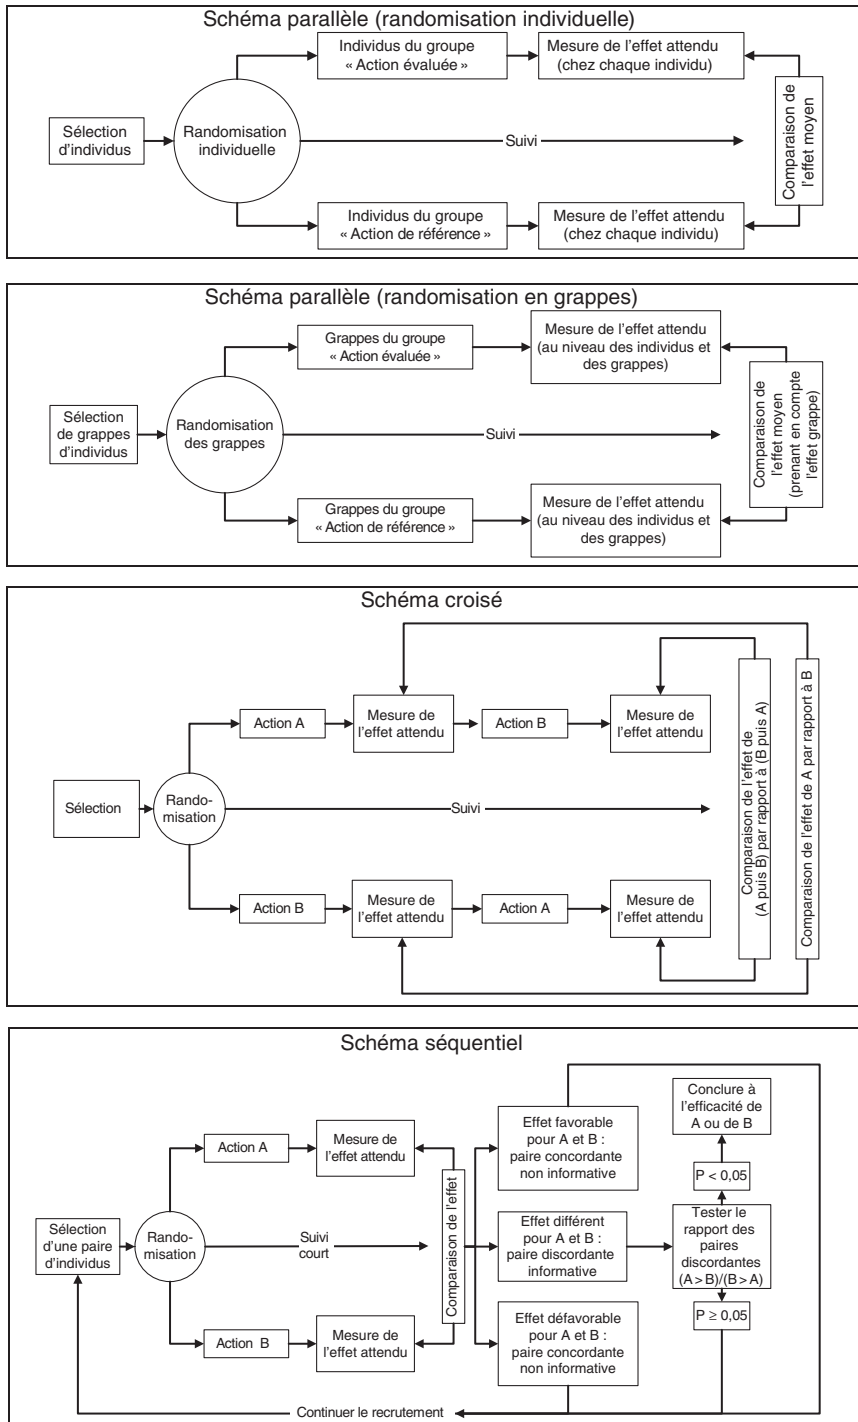 Schéma parallèle (randomisation individuelle)
Individus du groupe
« Action évaluée »
Mesure de l'effet attendu
(chez chaque individu)
Sélection
d'individus
Randomisation
individuelle
Suivi
Comparaison de
l'effet moyen
Individus du groupe
« Action de référence »
Mesure de l'effet attendu
(chez chaque individu)
Schéma parallèle (randomisation en grappes)
Grappes du groupe
« Action évaluée »
Mesure de l'effet attendu
(au niveau des individus et
des grappes)
Sélection
de grappes
d'individus
Randomisation
des grappes
Suivi
Comparaison de
l'effet moyen
(prenant en compte
l'effet grappe)
Grappes du groupe
« Action de référence »
Mesure de l'effet attendu
(au niveau des individus et
des grappes)
Schéma croisé
Action A
Mesure de
l'effet attendu
Action B
Mesure de
l'effet attendu
Sélection
Rando-
misation
Suivi
Comparaison de l'effet de
(A puis B) par rapport à (B puis A)
Comparaison de l'effet de A par rapport à B
Action B
Mesure de
l'effet attendu
Action A
Mesure de
l'effet attendu
Schéma séquentiel
Action A
Mesure de
l'effet attendu
Sélection
d'une paire
d'individus
Rando-
misation
Suivi
court
Comparaison de l'effet
Action B
Mesure de
l'effet attendu
Effet favorable
pour A et B :
paire concordante
non informative
Effet différent
pour A et B :
paire discordante
informative
Effet défavorable
pour A et B :
paire concordante
non informative
Conclure à
l'efficacité de
A ou de B
P < 0,05
Tester le
rapport des
paires
discordantes
(A > B)/(B > A)
P ≥ 0,05
Continuer le recrutement